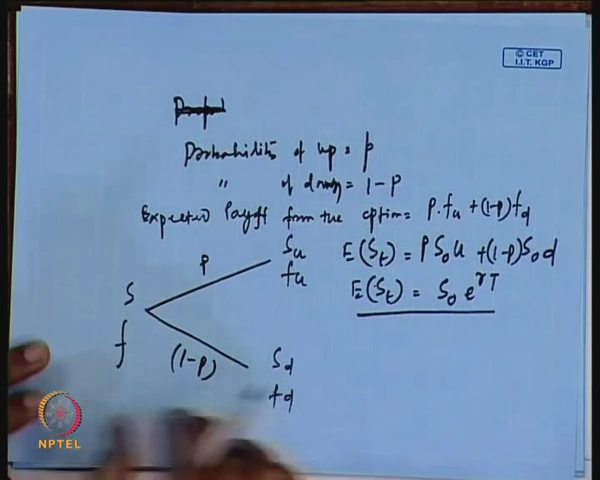 © CET
I.I.T. KGP
Probability of up = p
" of down = 1-P
Expected Payoff from the option = P.fu + (1-p)fd
E(St) = P S0 u + (1-p) S0 d
E(St) = S0 e^rT
P
Su
fu
S
f
(1-P)
Sd
fd
NPTEL